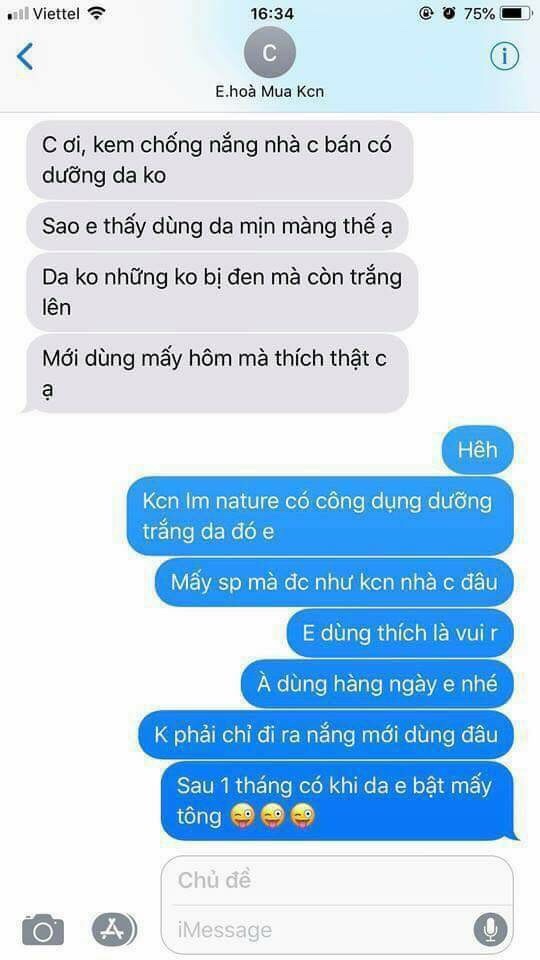 Viettel 16:34 75%
C
E.hoà Mua Kcn
C ơi, kem chống nắng nhà c bán có
dưỡng da ko
Sao e thấy dùng da mịn màng thế ạ
Da ko những ko bị đen mà còn trắng
lên
Mới dùng mấy hôm mà thích thật c
ạ
Hêh
Kcn Im nature có công dụng dưỡng
trắng da đó e
Mấy sp mà đc như kcn nhà c đâu
E dùng thích là vui r
À dùng hàng ngày e nhé
K phải chỉ đi ra nắng mới dùng đâu
Sau 1 tháng có khi da e bật mấy
tông 😜😜😜
Chủ đề
iMessage